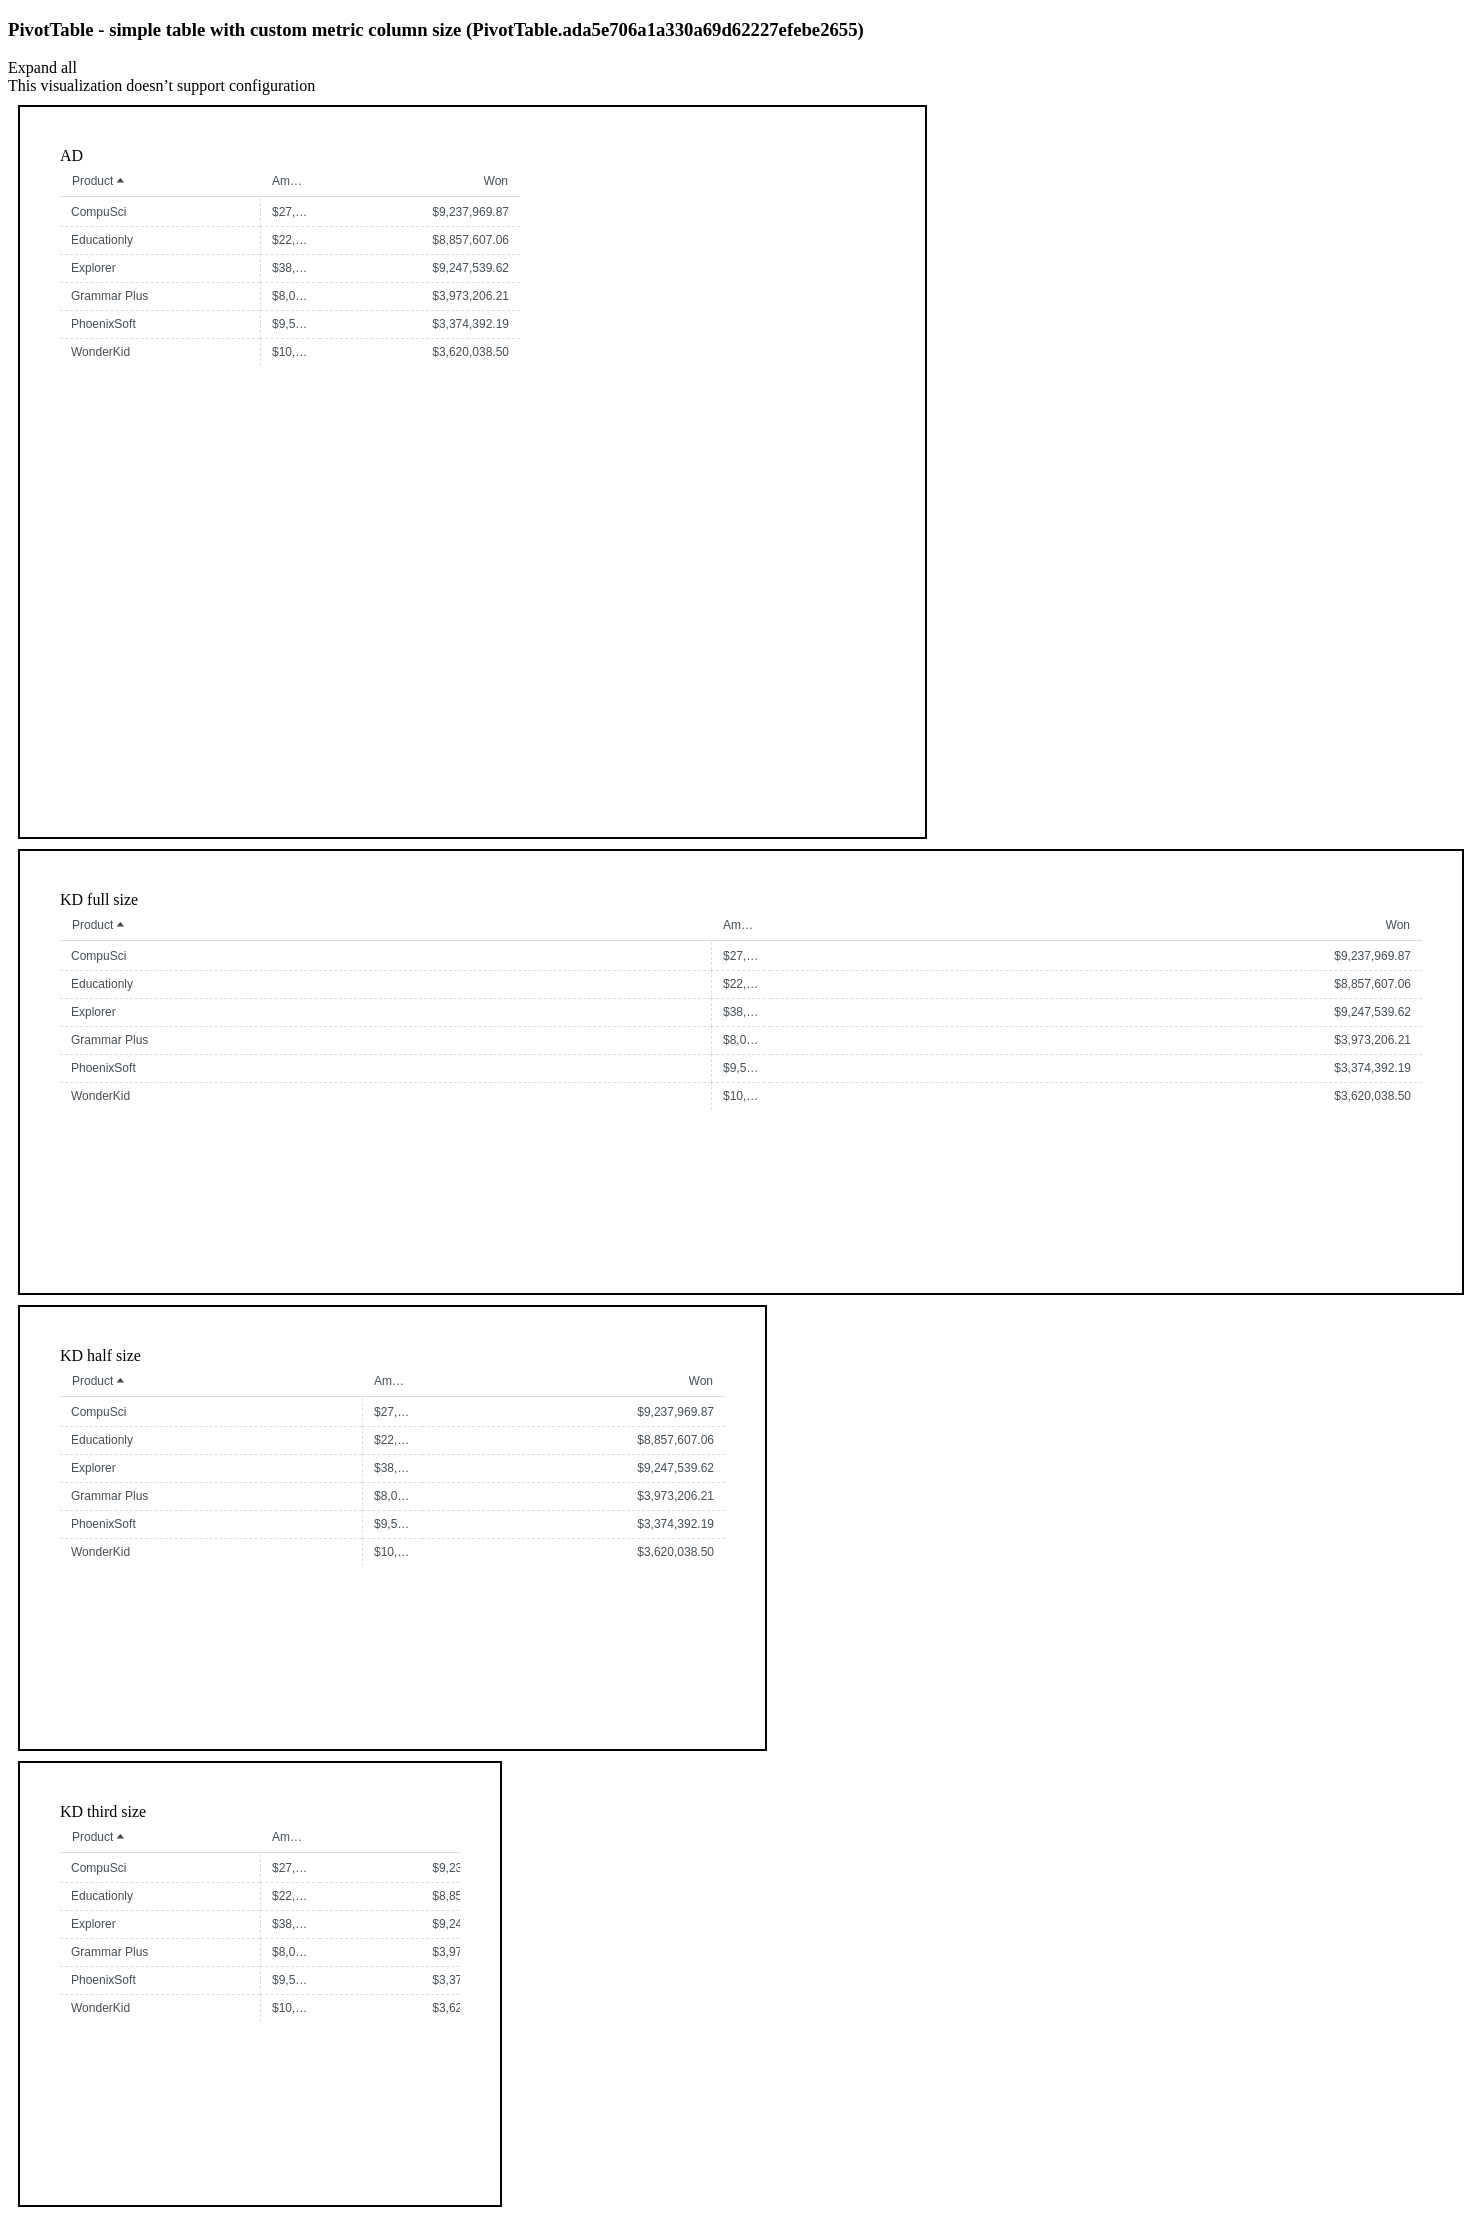 PivotTable - simple table with custom metric column size (PivotTable.ada5e706a1a330a69d62227efebe2655)
Expand all
This visualization doesn’t support configuration
AD
Product Am… Won
CompuSci $27,… $9,237,969.87
Educationly $22,… $8,857,607.06
Explorer $38,… $9,247,539.62
Grammar Plus $8,0… $3,973,206.21
PhoenixSoft $9,5… $3,374,392.19
WonderKid $10,… $3,620,038.50
KD full size
Product Am… Won
CompuSci $27,… $9,237,969.87
Educationly $22,… $8,857,607.06
Explorer $38,… $9,247,539.62
Grammar Plus $8,0… $3,973,206.21
PhoenixSoft $9,5… $3,374,392.19
WonderKid $10,… $3,620,038.50
KD half size
Product Am… Won
CompuSci $27,… $9,237,969.87
Educationly $22,… $8,857,607.06
Explorer $38,… $9,247,539.62
Grammar Plus $8,0… $3,973,206.21
PhoenixSoft $9,5… $3,374,392.19
WonderKid $10,… $3,620,038.50
KD third size
Product Am…
CompuSci $27,… $9,23
Educationly $22,… $8,85
Explorer $38,… $9,24
Grammar Plus $8,0… $3,97
PhoenixSoft $9,5… $3,37
WonderKid $10,… $3,62